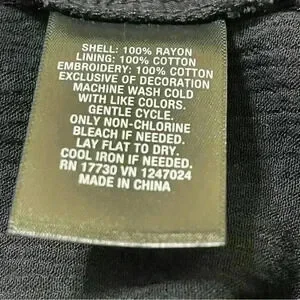 SHELL: 100% RAYON
LINING: 100% COTTON
EMBROIDERY: 100% COTTON
EXCLUSIVE OF DECORATION
MACHINE WASH COLD
WITH LIKE COLORS.
GENTLE CYCLE.
ONLY NON-CHLORINE
BLEACH IF NEEDED.
LAY FLAT TO DRY.
COOL IRON IF NEEDED.
RN 17730 VN 1247024
MADE IN CHINA